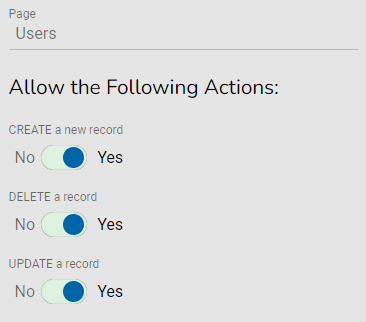 Page
Users
Allow the Following Actions:
CREATE a new record
No Yes
DELETE a record
No Yes
UPDATE a record
No Yes